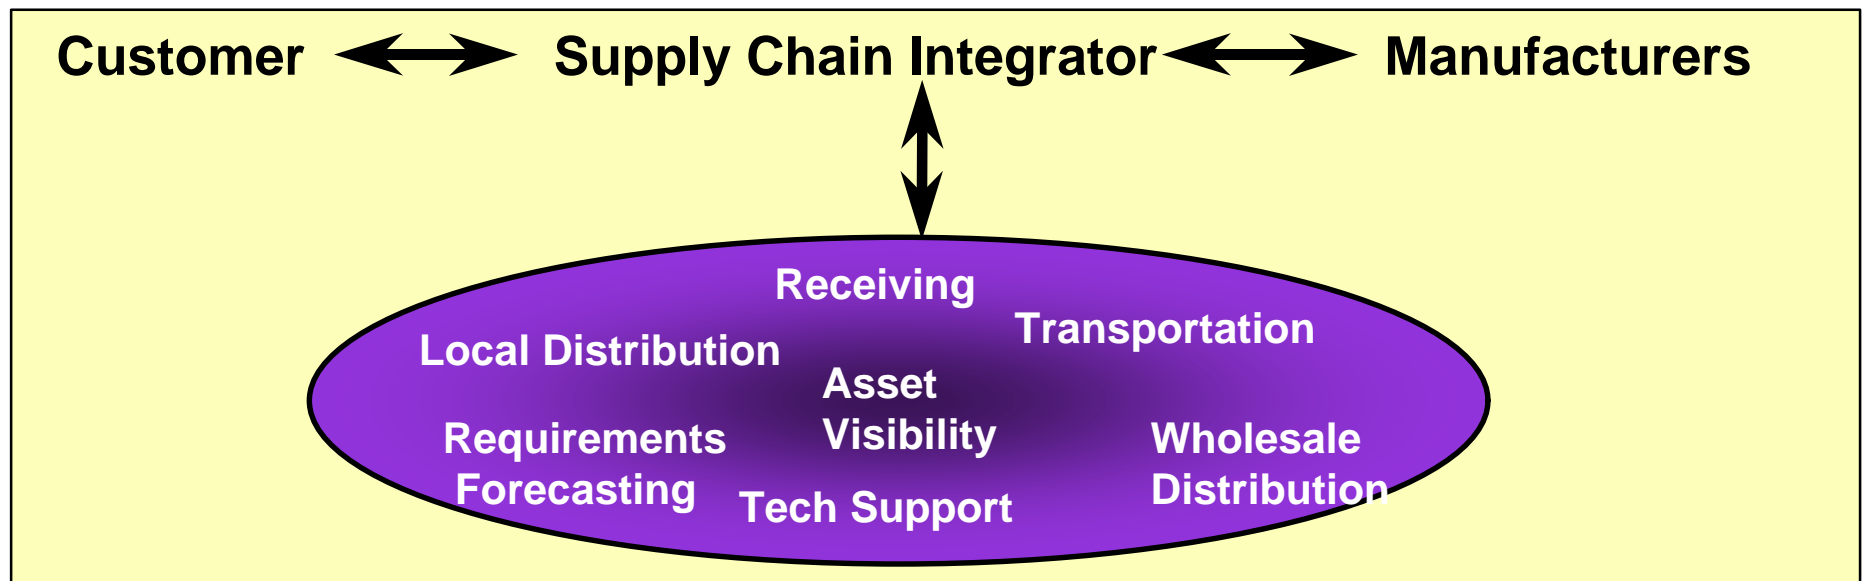 Customer Supply Chain Integrator Manufacturers
Receiving
Transportation
Local Distribution
Asset
Visibility
Requirements
Forecasting
Wholesale
Distribution
Tech Support